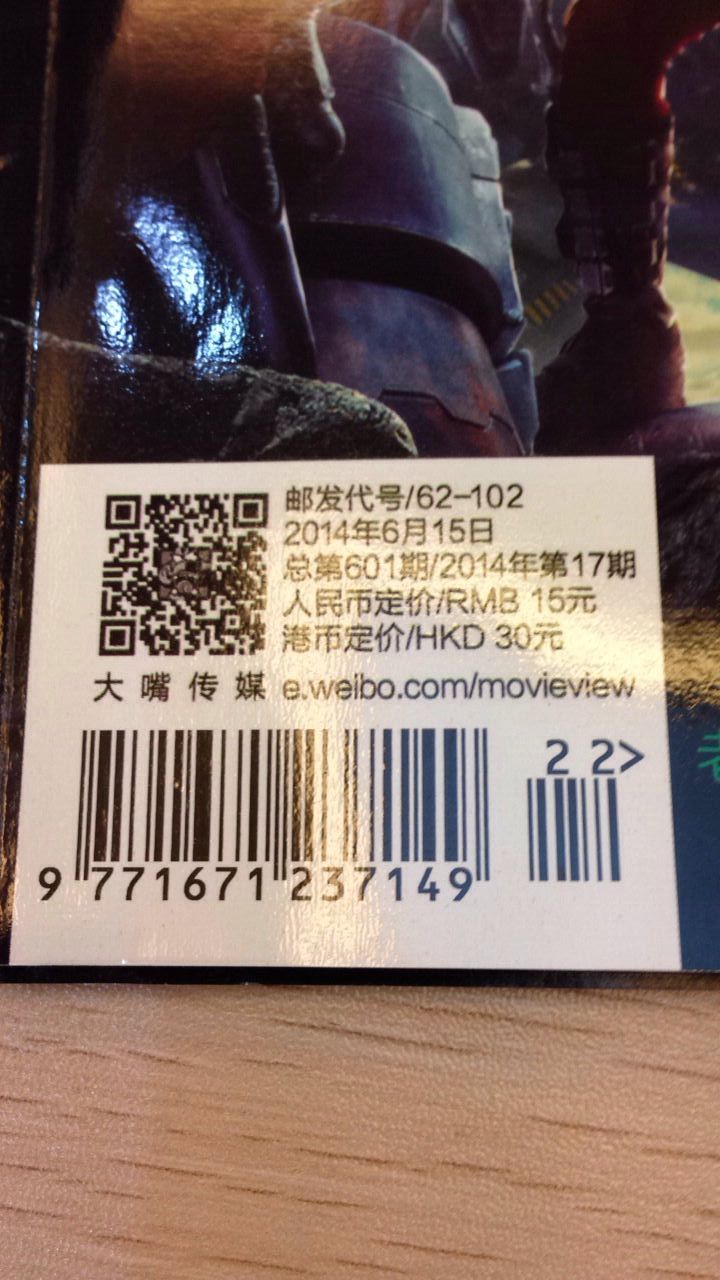 邮发代号/62-102
2014年6月15日
总第601期/2014年第17期
人民币定价/RMB 15元
港币定价/HKD 30元
大嘴传媒 e.weibo.com/movieview
2 2>
9 771671 237149